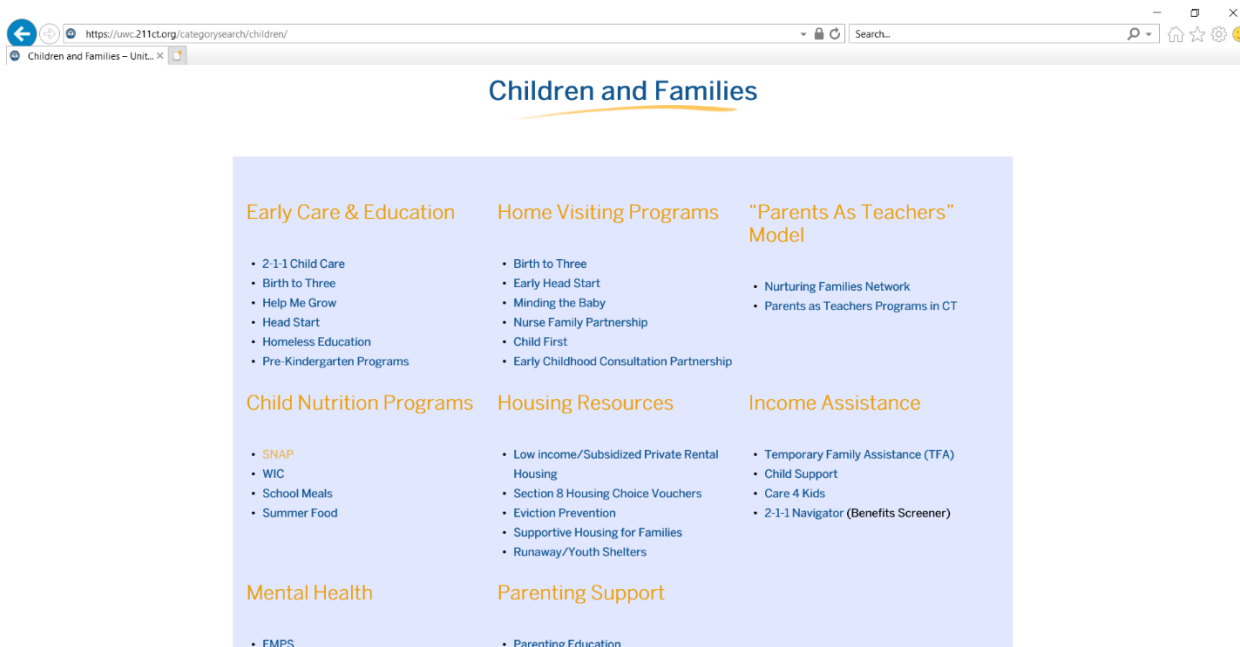 https://uwc.211ct.org/categorysearch/children/
Search...
Children and Families – Unit...
Children and Families
Early Care & Education
• 2-1-1 Child Care
• Birth to Three
• Help Me Grow
• Head Start
• Homeless Education
• Pre-Kindergarten Programs
Home Visiting Programs
• Birth to Three
• Early Head Start
• Minding the Baby
• Nurse Family Partnership
• Child First
• Early Childhood Consultation Partnership
“Parents As Teachers”
Model
• Nurturing Families Network
• Parents as Teachers Programs in CT
Child Nutrition Programs
• SNAP
• WIC
• School Meals
• Summer Food
Housing Resources
• Low income/Subsidized Private Rental
Housing
• Section 8 Housing Choice Vouchers
• Eviction Prevention
• Supportive Housing for Families
• Runaway/Youth Shelters
Income Assistance
• Temporary Family Assistance (TFA)
• Child Support
• Care 4 Kids
• 2-1-1 Navigator (Benefits Screener)
Mental Health
• EMPS
Parenting Support
• Parenting Education